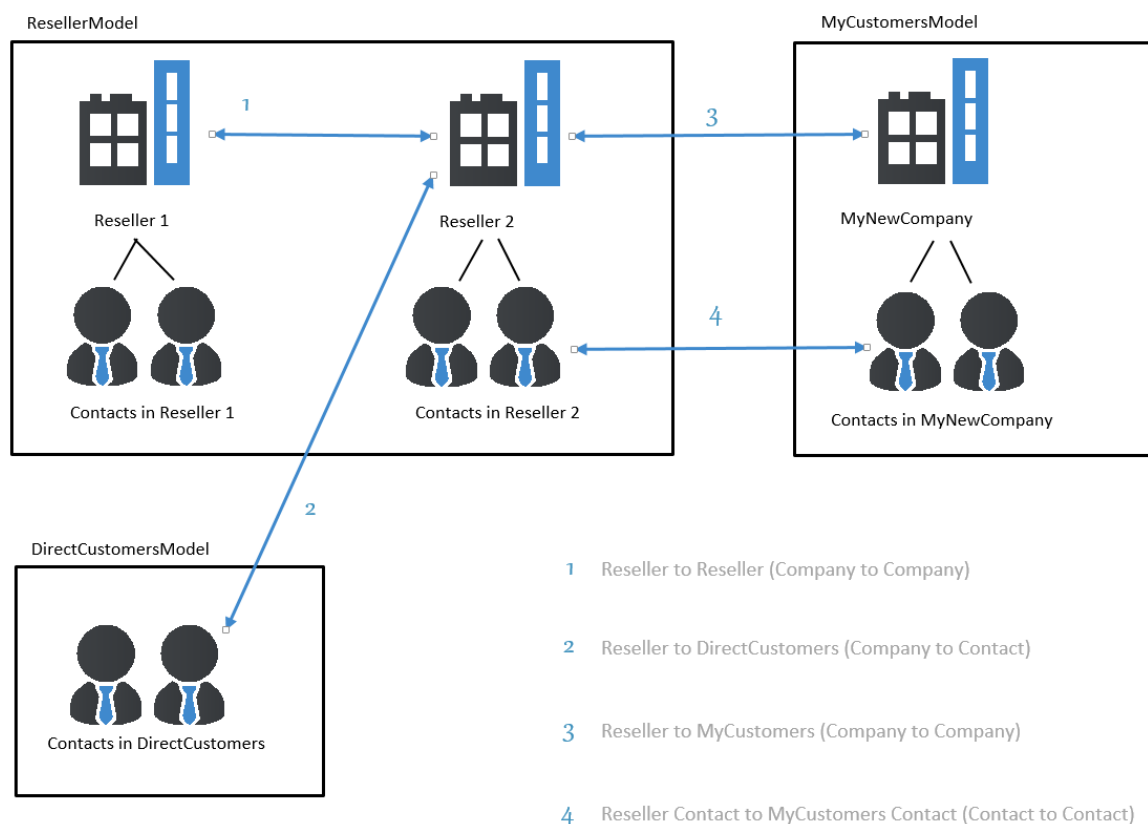 ResellerModel
MyCustomersModel
1
3
Reseller 1
Reseller 2
MyNewCompany
4
Contacts in Reseller 1
Contacts in Reseller 2
Contacts in MyNewCompany
2
DirectCustomersModel
Contacts in DirectCustomers
1 Reseller to Reseller (Company to Company)
2 Reseller to DirectCustomers (Company to Contact)
3 Reseller to MyCustomers (Company to Company)
4 Reseller Contact to MyCustomers Contact (Contact to Contact)